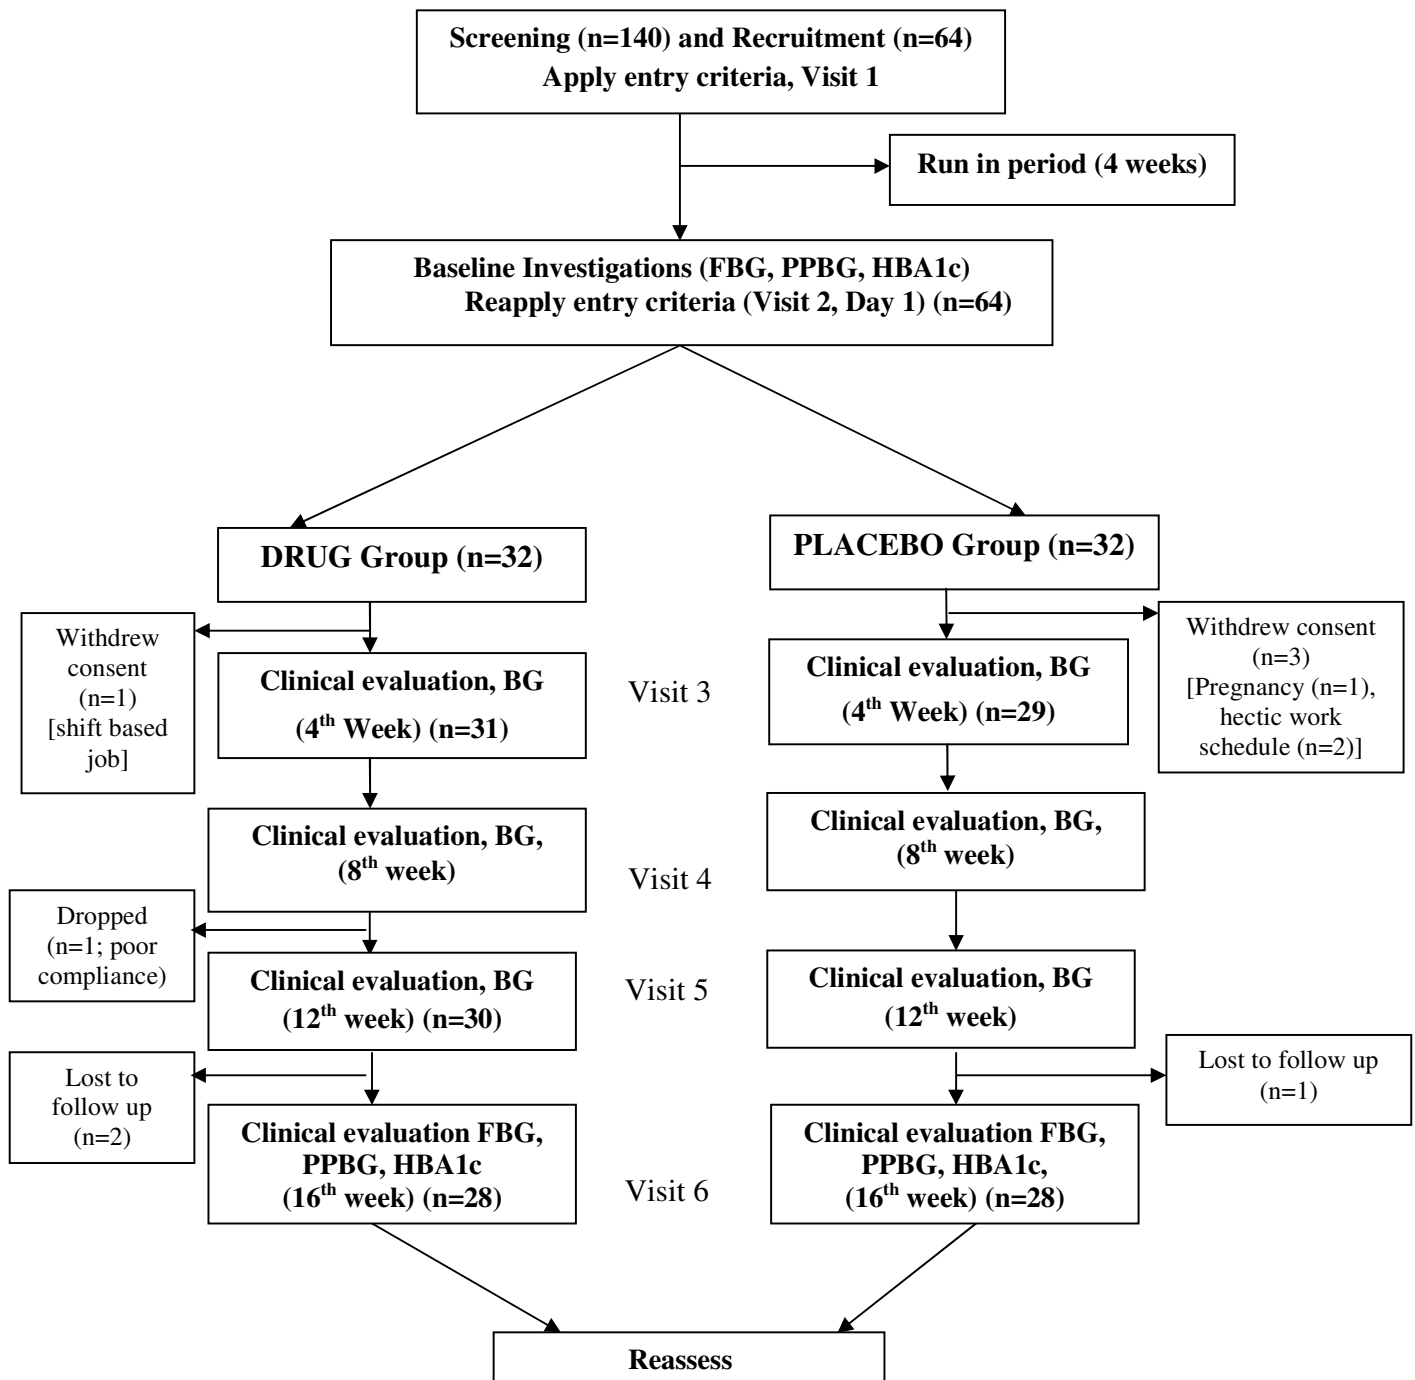 Screening (n=140) and Recruitment (n=64)
Apply entry criteria, Visit 1
Run in period (4 weeks)
Baseline Investigations (FBG, PPBG, HBA1c)
Reapply entry criteria (Visit 2, Day 1) (n=64)
DRUG Group (n=32)
PLACEBO Group (n=32)
Withdrew
consent
(n=1)
[shift based
job]
Clinical evaluation, BG
(4th Week) (n=31)
Visit 3
Clinical evaluation, BG
(4th Week) (n=29)
Withdrew consent
(n=3)
[Pregnancy (n=1),
hectic work
schedule (n=2)]
Clinical evaluation, BG,
(8th week)
Visit 4
Clinical evaluation, BG,
(8th week)
Dropped
(n=1; poor
compliance)
Clinical evaluation, BG
(12th week) (n=30)
Visit 5
Clinical evaluation, BG
(12th week)
Lost to
follow up
(n=2)
Lost to follow up
(n=1)
Clinical evaluation FBG,
PPBG, HBA1c
(16th week) (n=28)
Visit 6
Clinical evaluation FBG,
PPBG, HBA1c,
(16th week) (n=28)
Reassess